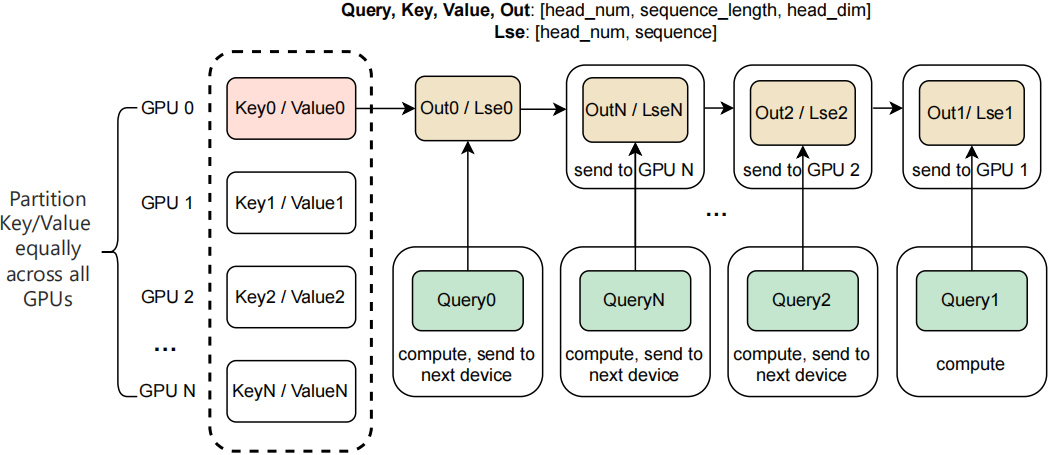 Query, Key, Value, Out: [head_num, sequence_length, head_dim]
Lse: [head_num, sequence]
Partition
Key/Value
equally
across all
GPUs
GPU 0
GPU 1
GPU 2
...
GPU N
Key0 / Value0
Key1 / Value1
Key2 / Value2
KeyN / ValueN
Out0 / Lse0
OutN / LseN
send to GPU N
Out2 / Lse2
send to GPU 2
Out1/ Lse1
send to GPU 1
...
Query0
compute, send to
next device
QueryN
compute, send to
next device
Query2
compute, send to
next device
Query1
compute